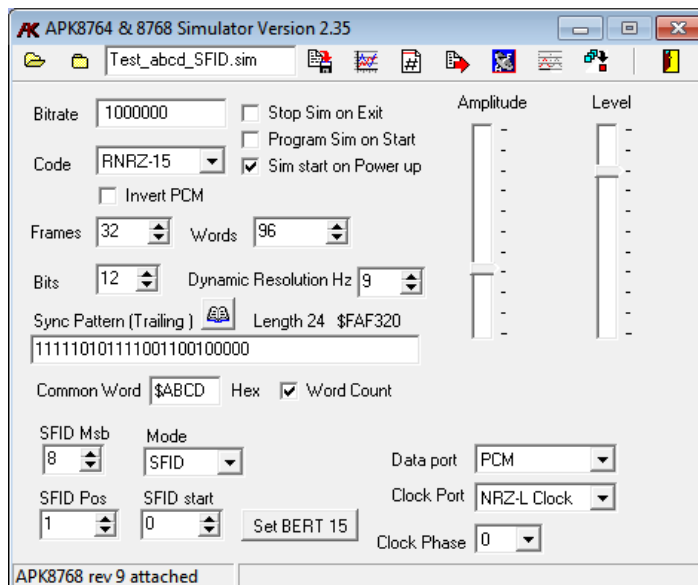 APK8764 & 8768 Simulator Version 2.35
Test_abcd_SFID.sim
Bitrate 1000000
Stop Sim on Exit
Program Sim on Start
Code RNRZ-15
Sim start on Power up
Invert PCM
Amplitude Level
Frames 32 Words 96
Bits 12 Dynamic Resolution Hz 9
Sync Pattern (Trailing ) Length 24 $FAF320
111110101111001100100000
Common Word $ABCD Hex Word Count
SFID Msb Mode
8 SFID
SFID Pos SFID start
1 0 Set BERT 15
Data port PCM
Clock Port NRZ-L Clock
Clock Phase 0
APK8768 rev 9 attached